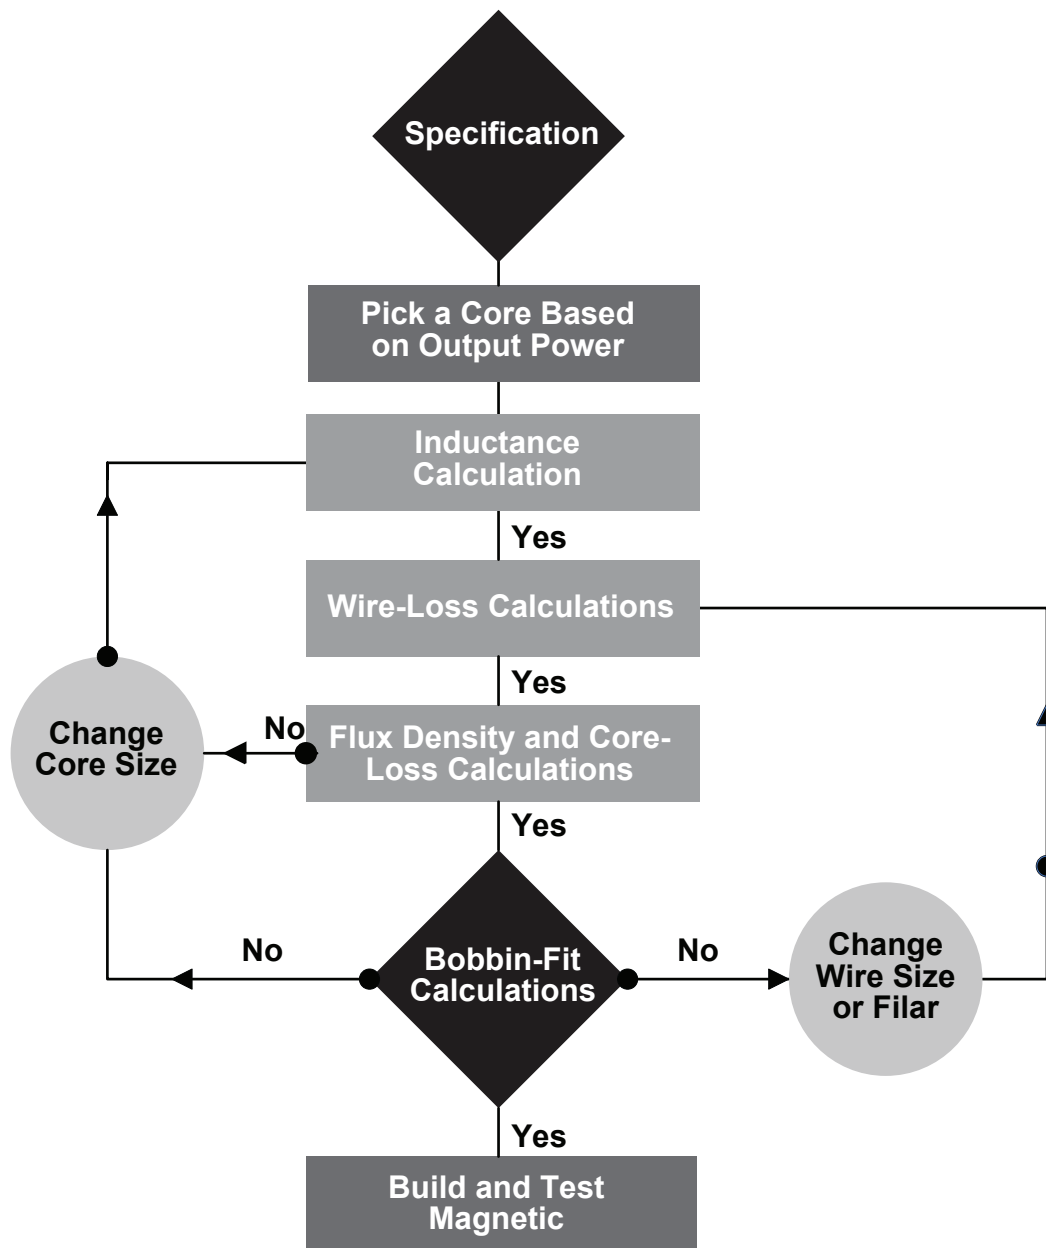 Specification
Pick a Core Based
on Output Power
Inductance
Calculation
Yes
Wire-Loss Calculations
Yes
Change
Core Size
No
Flux Density and Core-
Loss Calculations
Yes
No
Bobbin-Fit
Calculations
No
Change
Wire Size
or Filar
Yes
Build and Test
Magnetic